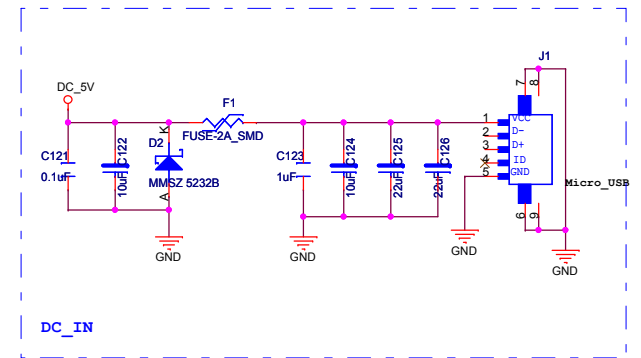 J1
DC_5V
F1
FUSE-2A_SMD
C121
0.1uF
C122
10uF
D2
K
A
MMSZ 5232B
C123
1uF
C124
10uF
C125
22uF
C126
22uF
7
8
1
2
3
4
5
VCC
D-
D+
ID
GND
6
9
Micro_USB
GND
GND
GND
GND
DC_IN